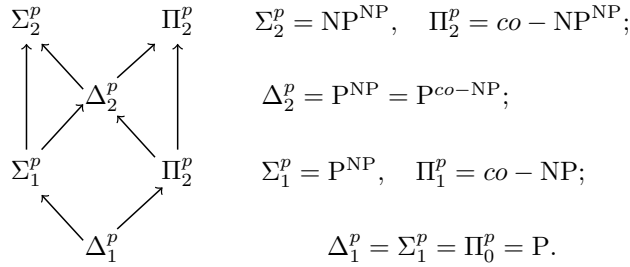 Σ₂ᵖ Π₂ᵖ Σ₂ᵖ = NP^NP, Π₂ᵖ = co − NP^NP;
Δ₂ᵖ Δ₂ᵖ = P^NP = P^co−NP;
Σ₁ᵖ Π₂ᵖ Σ₁ᵖ = P^NP, Π₁ᵖ = co − NP;
Δ₁ᵖ Δ₁ᵖ = Σ₁ᵖ = Π₀ᵖ = P.